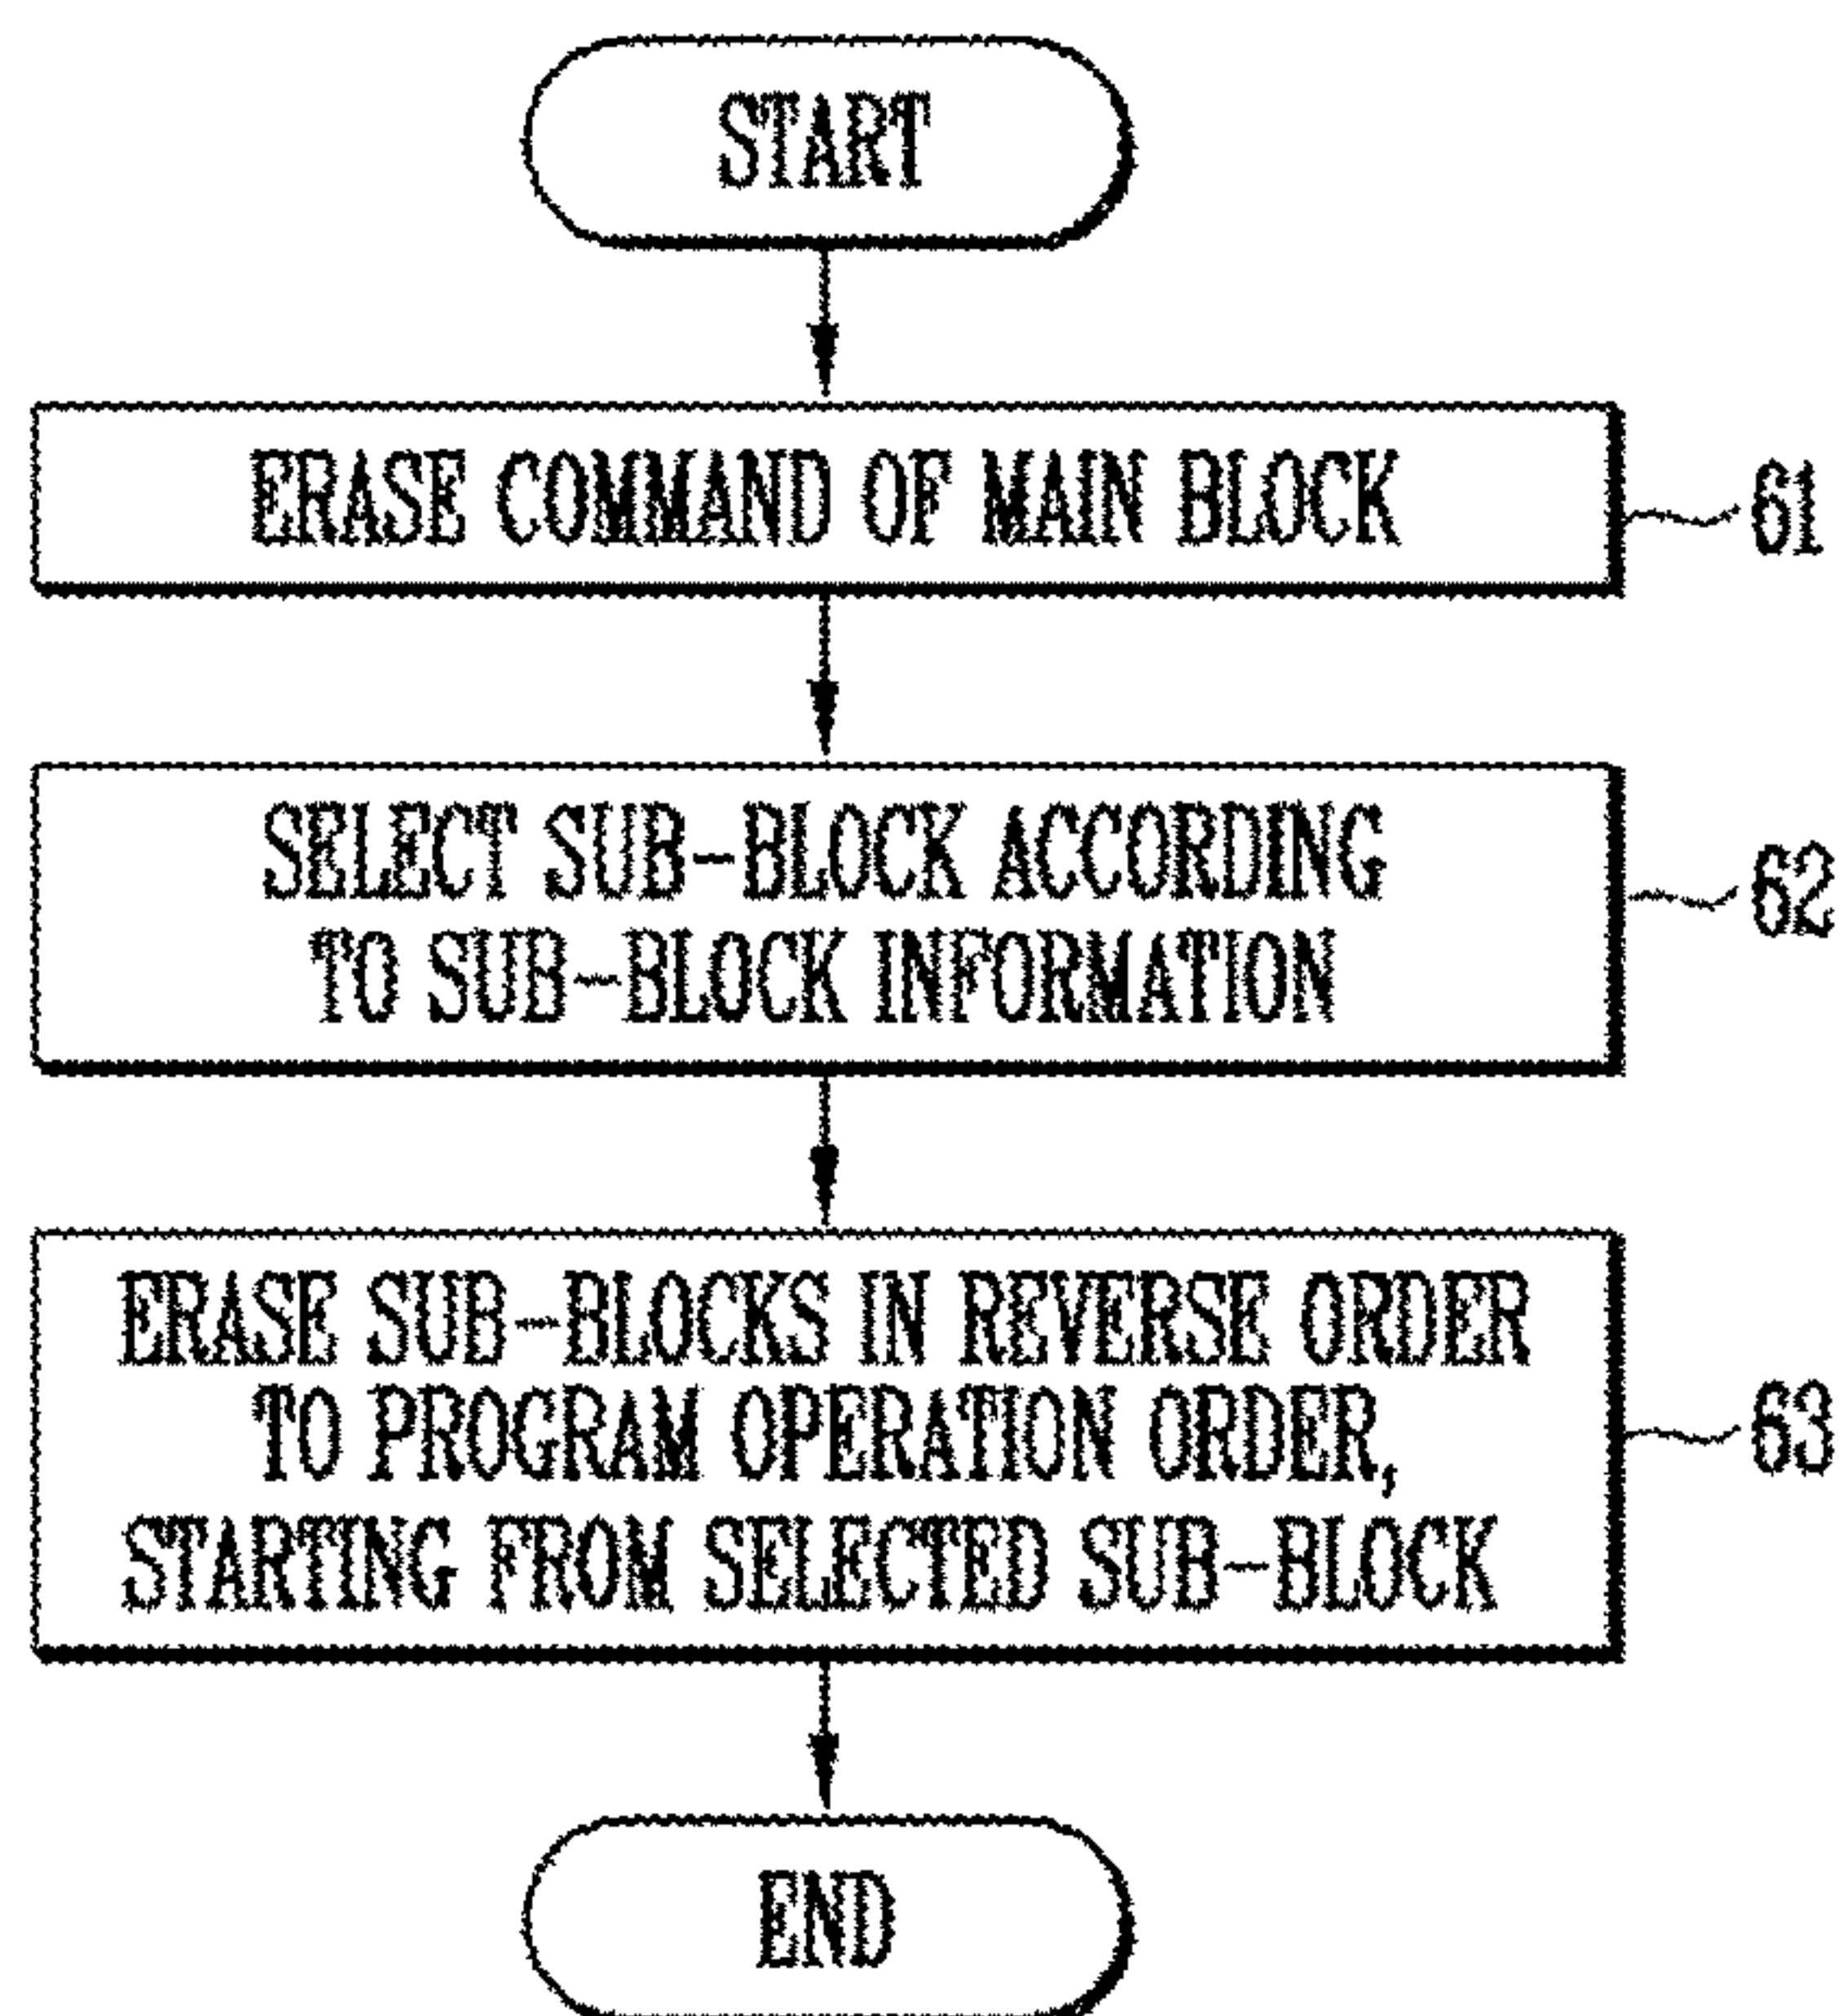 START
ERASE COMMAND OF MAIN BLOCK
61
SELECT SUB-BLOCK ACCORDING
TO SUB-BLOCK INFORMATION
62
ERASE SUB-BLOCKS IN REVERSE ORDER
TO PROGRAM OPERATION ORDER,
STARTING FROM SELECTED SUB-BLOCK
63
END